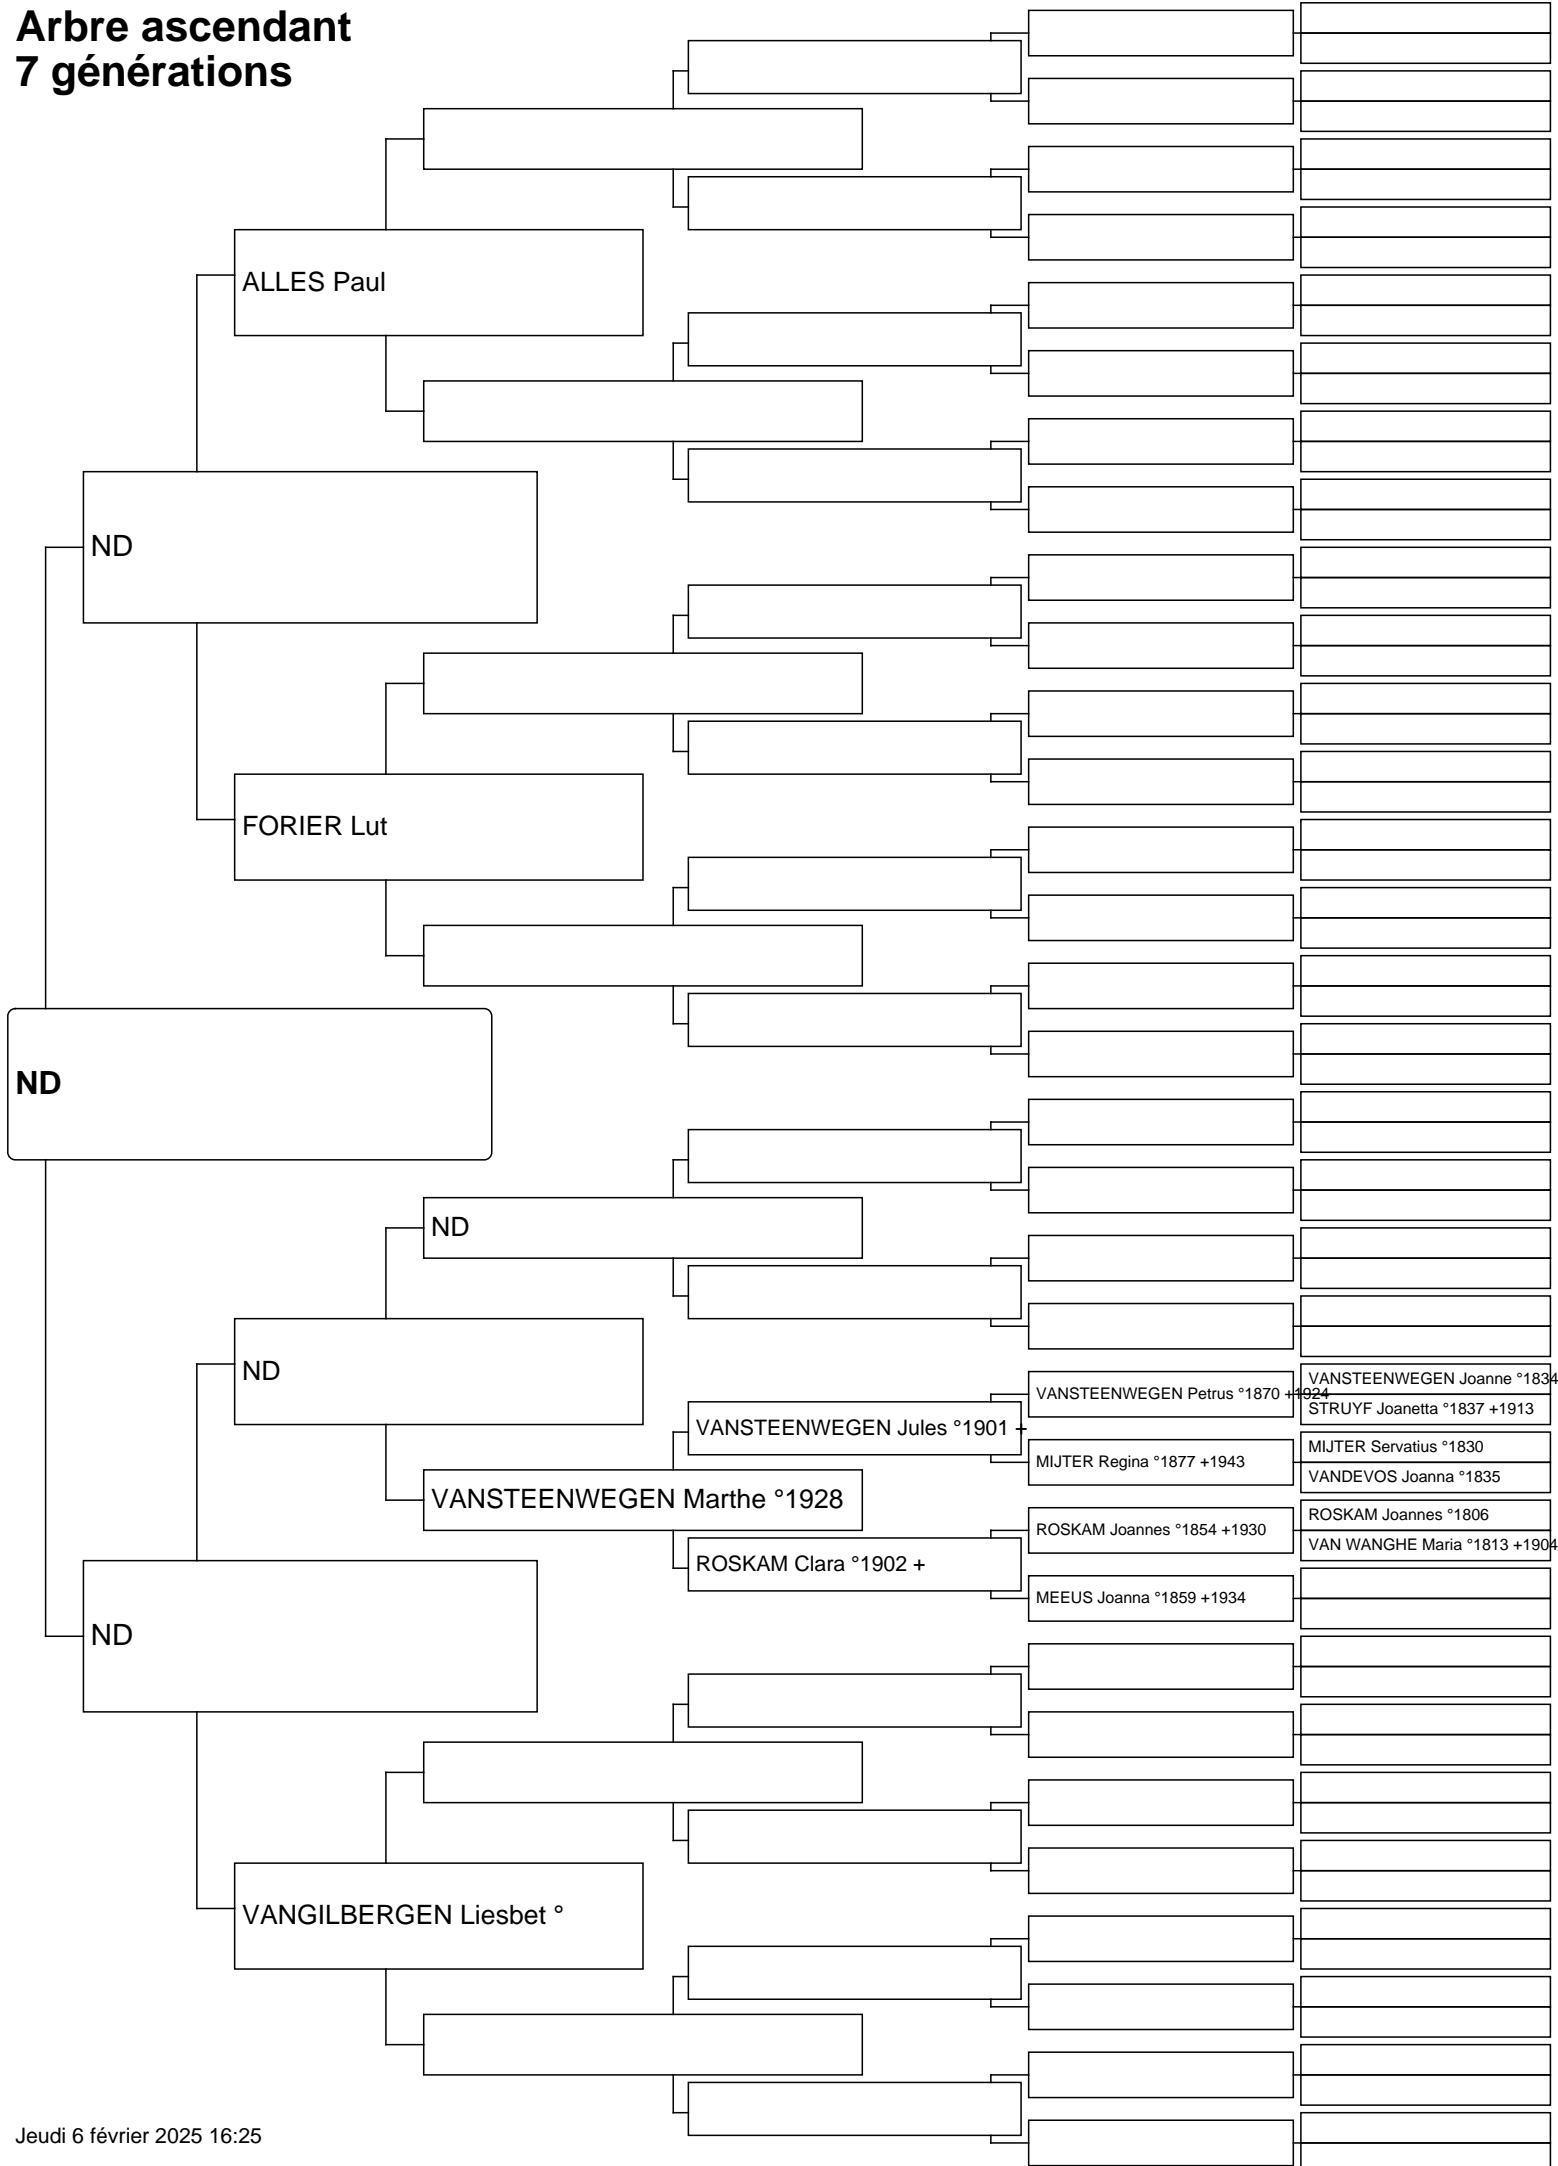 Arbre ascendant
7 générations
ALLES Paul
ND
FORIER Lut
ND
ND
ND
VANSTEENWEGEN Joanne °1834
VANSTEENWEGEN Petrus °1870 +1924
STRUYF Joanetta °1837 +1913
VANSTEENWEGEN Jules °1901 +
MIJTER Servatius °1830
MIJTER Regina °1877 +1943
VANDEVOS Joanna °1835
VANSTEENWEGEN Marthe °1928
ROSKAM Joannes °1806
ROSKAM Joannes °1854 +1930
VAN WANGHE Maria °1813 +1904
ROSKAM Clara °1902 +
MEEUS Joanna °1859 +1934
ND
VANGILBERGEN Liesbet °
Jeudi 6 février 2025 16:25